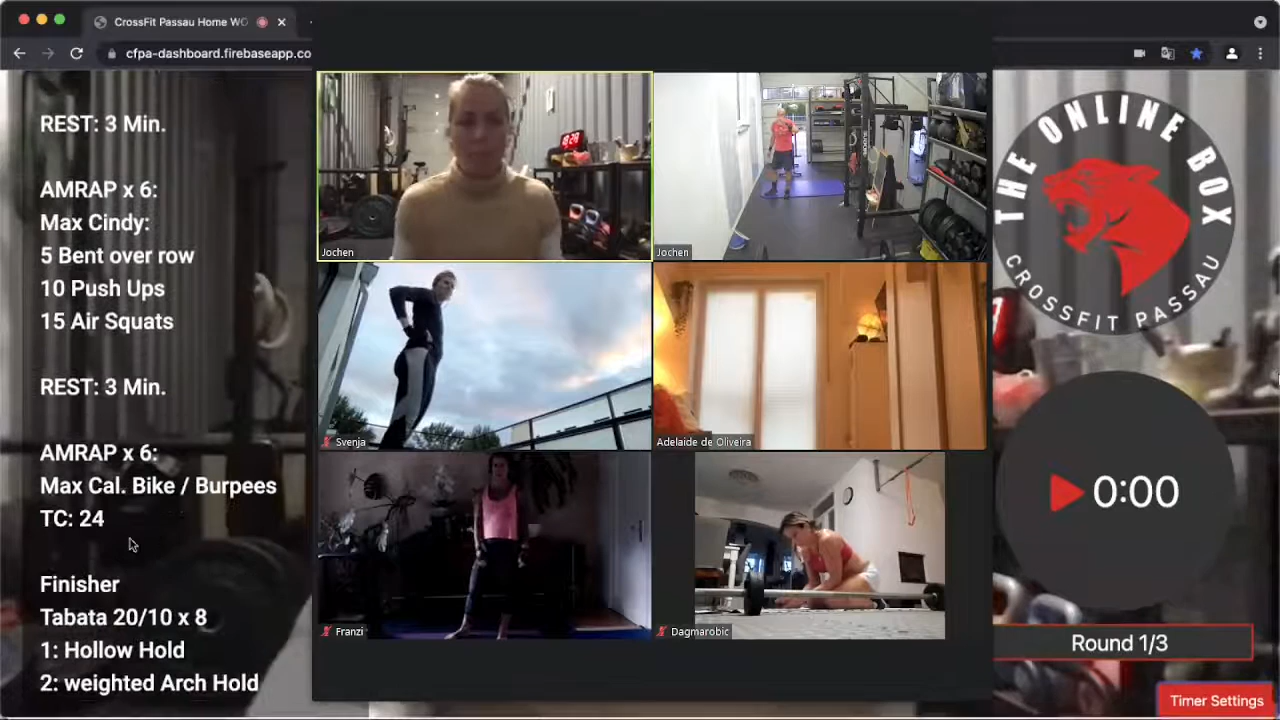 CrossFit Passau Home WO
cfpa-dashboard.firebaseapp.co
REST: 3 Min.
AMRAP x 6:
Max Cindy:
5 Bent over row
10 Push Ups
15 Air Squats
REST: 3 Min.
AMRAP x 6:
Max Cal. Bike / Burpees
TC: 24
Finisher
Tabata 20/10 x 8
1: Hollow Hold
2: weighted Arch Hold
Jochen
Jochen
Svenja
Adelaide de Oliveira
Franzi
Dagmarobic
THE ONLINE BOX
CROSSFIT PASSAU
0:00
Round 1/3
Timer Settings